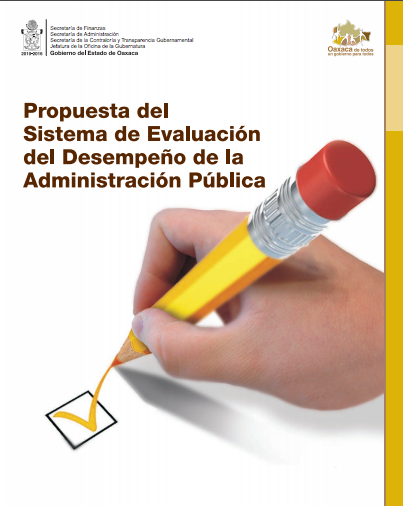 Secretaría de Finanzas
Secretaría de Administración
Secretaría de la Contraloría y Transparencia Gubernamental
Jefatura de la Oficina de la Gubernatura
2010-2016 Gobierno del Estado de Oaxaca
Oaxaca de todos
un gobierno para todos
Propuesta del
Sistema de Evaluación
del Desempeño de la
Administración Pública